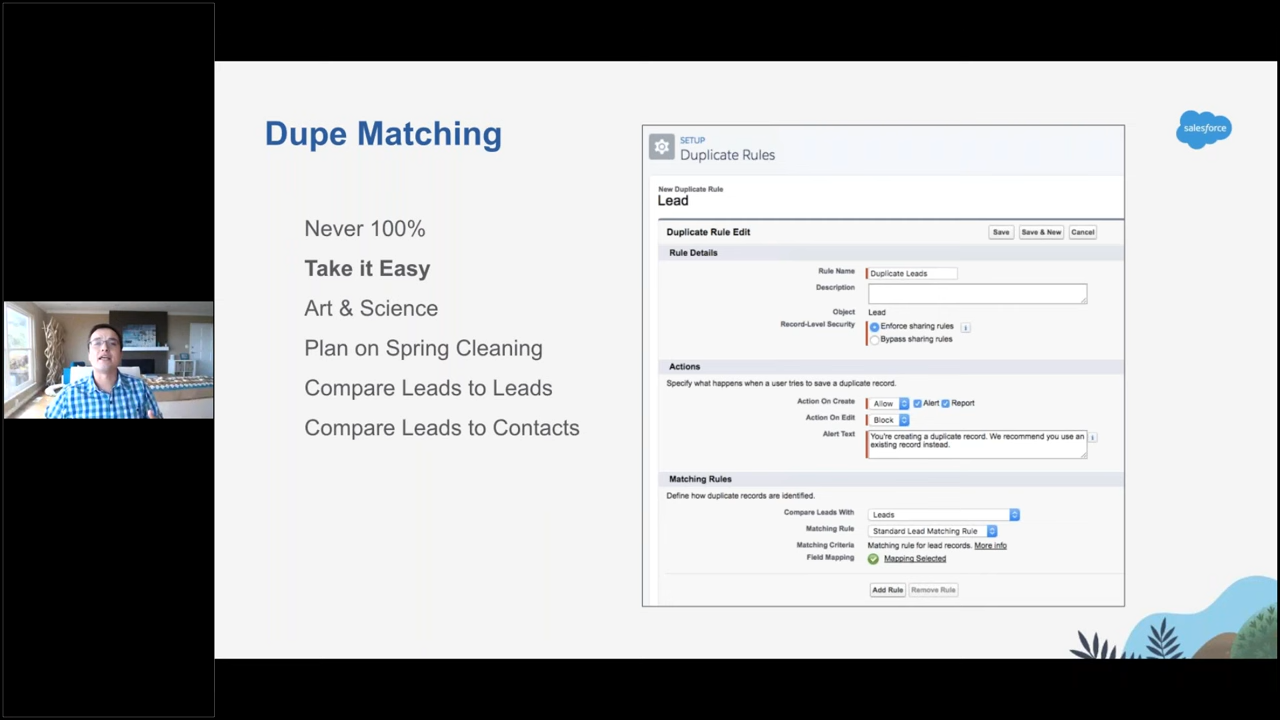 Dupe Matching
Never 100%
Take it Easy
Art & Science
Plan on Spring Cleaning
Compare Leads to Leads
Compare Leads to Contacts
salesforce
SETUP
Duplicate Rules
New Duplicate Rule
Lead
Duplicate Rule Edit
Save
Save & New
Cancel
Rule Details
Rule Name
Duplicate Leads
Description
Object
Lead
Record-Level Security
Enforce sharing rules
i
Bypass sharing rules
Actions
Specify what happens when a user tries to save a duplicate record.
Action On Create
Allow
Alert
Report
Action On Edit
Block
Alert Text
You're creating a duplicate record. We recommend you use an
existing record instead.
i
Matching Rules
Define how duplicate records are identified.
Compare Leads With
Leads
Matching Rule
Standard Lead Matching Rule
Matching Criteria
Matching rule for lead records. More info
Field Mapping
Mapping Selected
Add Rule
Remove Rule